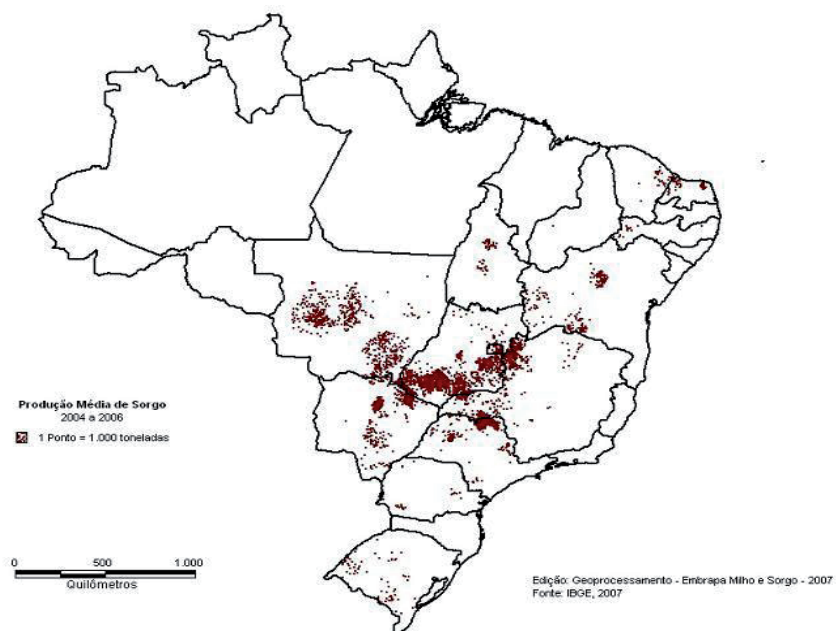 Produção Média de Sorgo
2004 a 2006
1 Ponto = 1.000 toneladas
0 500 1.000
Quilômetros
Edição: Geoprocessamento - Embrapa Milho e Sorgo - 2007
Fonte: IBGE, 2007